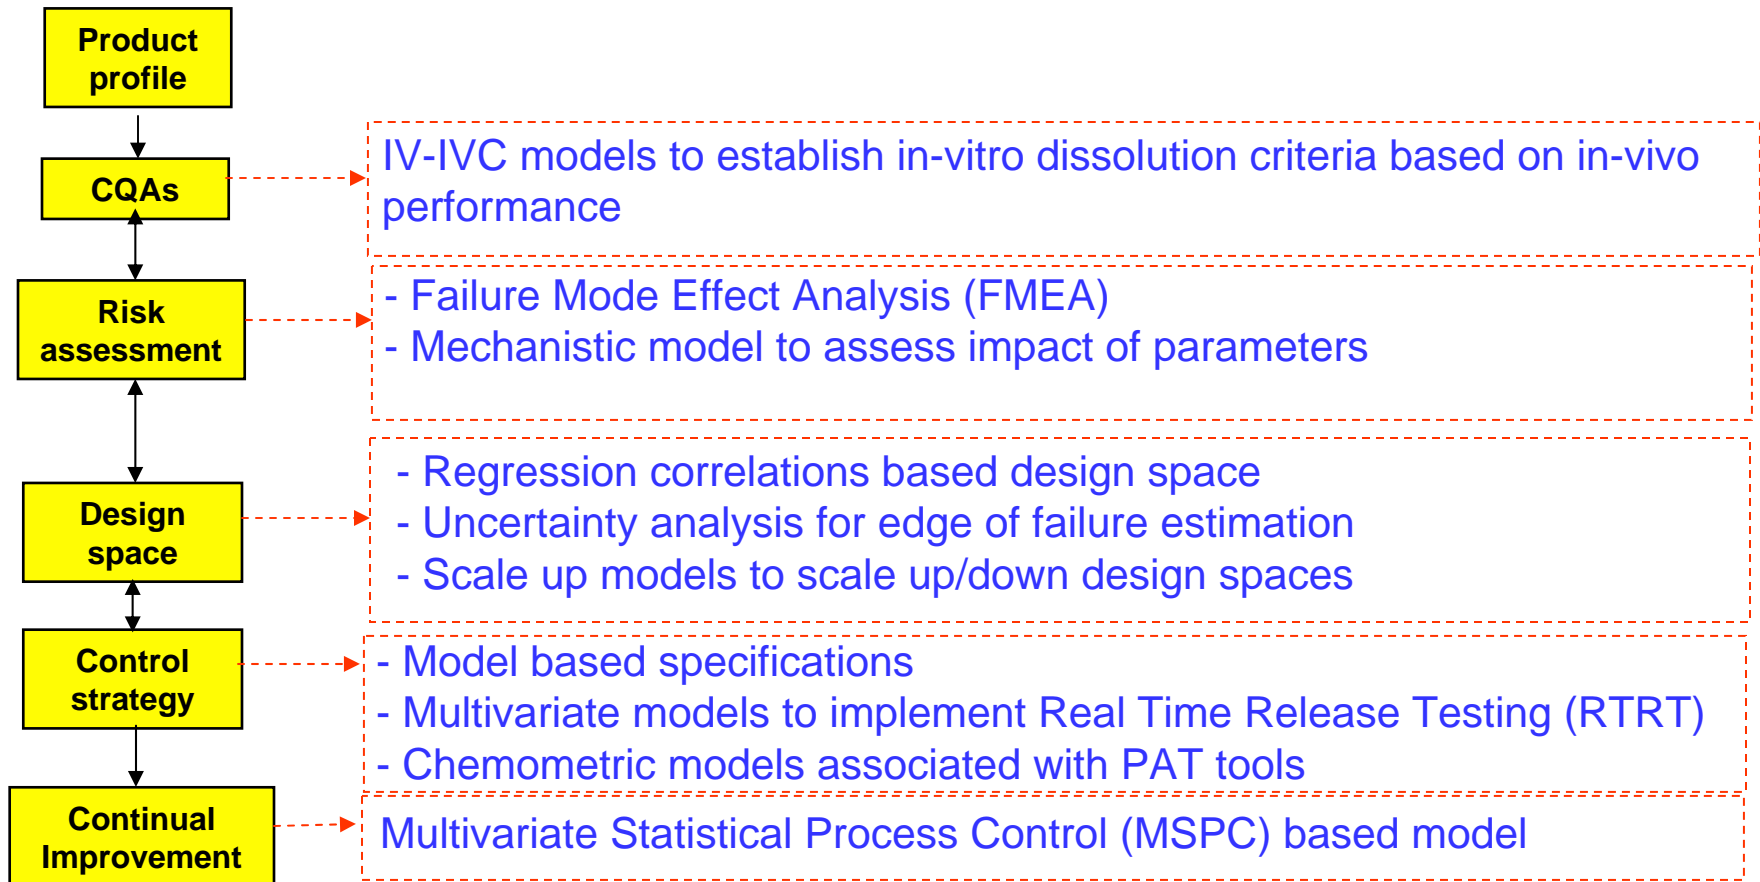 Product
profile
CQAs
IV-IVC models to establish in-vitro dissolution criteria based on in-vivo
performance
Risk
assessment
- Failure Mode Effect Analysis (FMEA)
- Mechanistic model to assess impact of parameters
Design
space
- Regression correlations based design space
- Uncertainty analysis for edge of failure estimation
- Scale up models to scale up/down design spaces
Control
strategy
- Model based specifications
- Multivariate models to implement Real Time Release Testing (RTRT)
- Chemometric models associated with PAT tools
Continual
Improvement
Multivariate Statistical Process Control (MSPC) based model